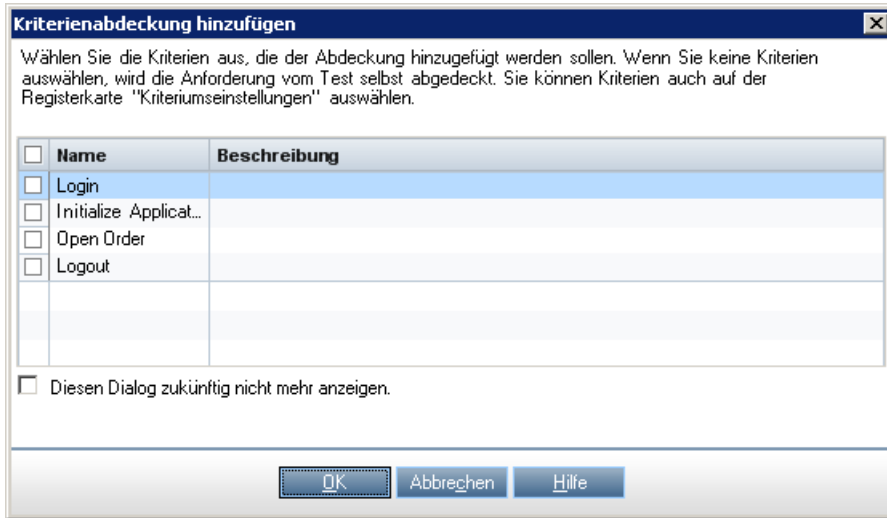 Kriterienabdeckung hinzufügen
Wählen Sie die Kriterien aus, die der Abdeckung hinzugefügt werden sollen. Wenn Sie keine Kriterien
auswählen, wird die Anforderung vom Test selbst abgedeckt. Sie können Kriterien auch auf der
Registerkarte "Kriteriumseinstellungen" auswählen.
Name Beschreibung
Login
Initialize Applicat...
Open Order
Logout
Diesen Dialog zukünftig nicht mehr anzeigen.
OK Abbrechen Hilfe